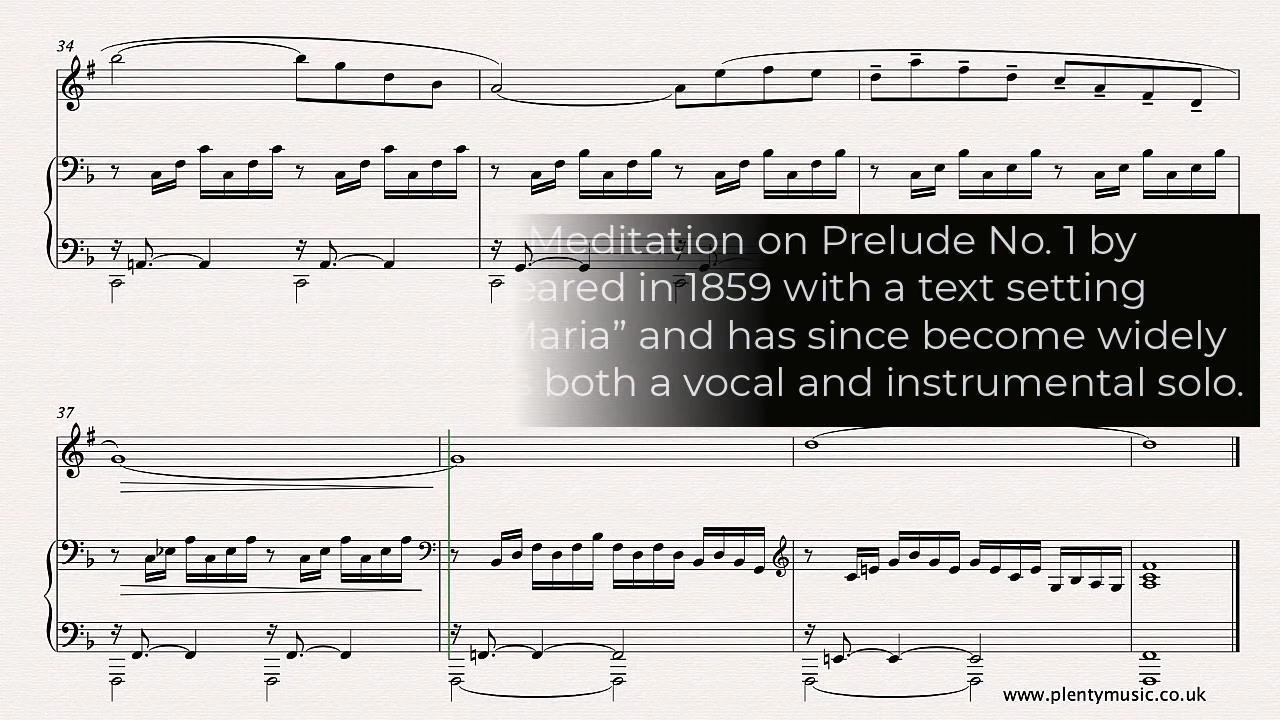 34
Meditation on Prelude No. 1 by
eared in 1859 with a text setting
Maria” and has since become widely
s both a vocal and instrumental solo.
37
www.plentymusic.co.uk